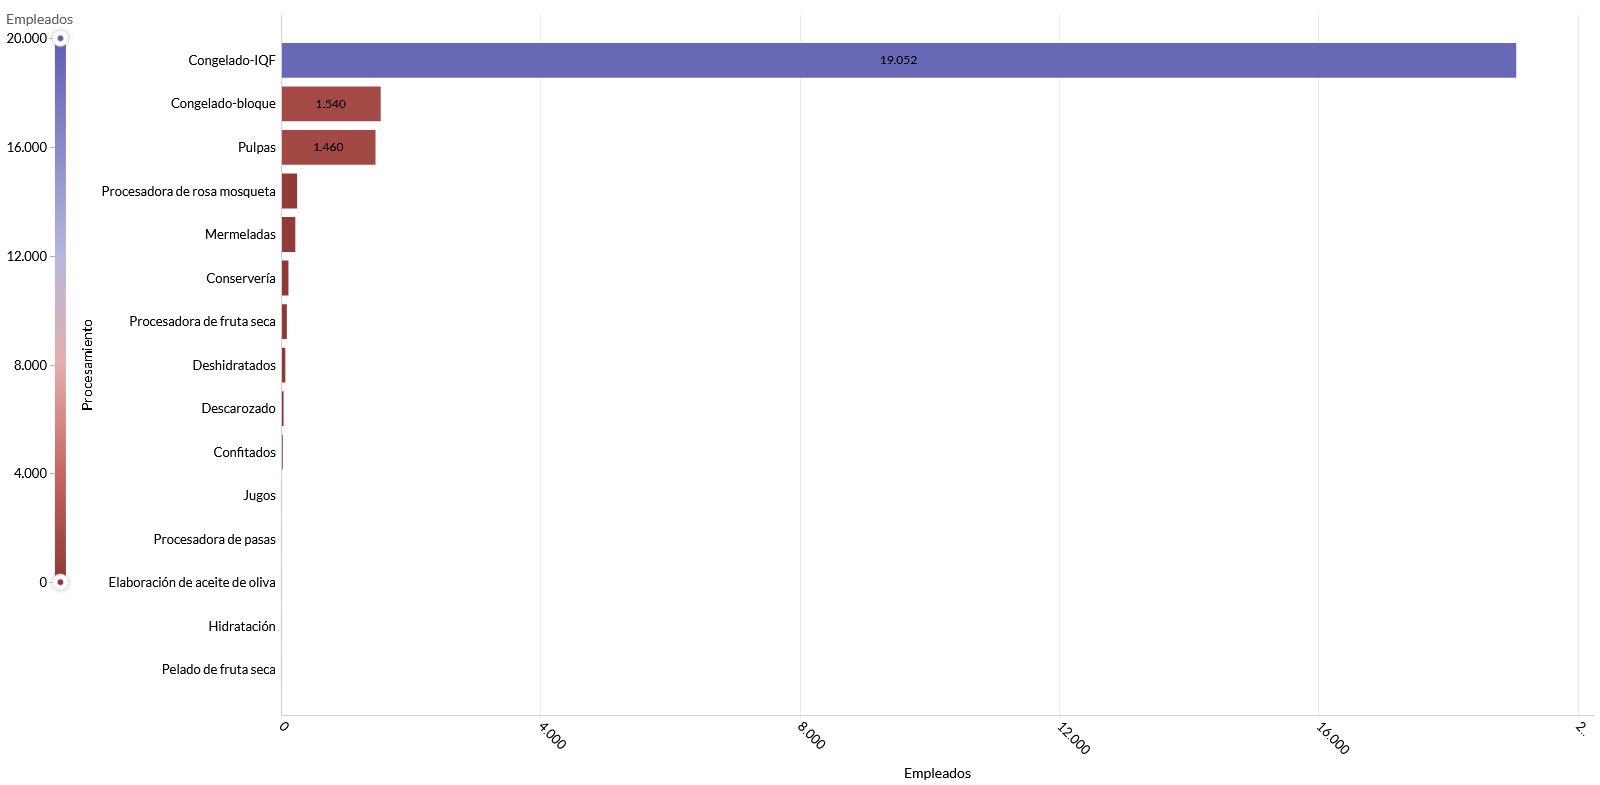 Empleados
20.000
16.000
12.000
8.000
4.000
0
Procesamiento
Congelado-IQF
19.052
Congelado-bloque
1.540
Pulpas
1.460
Procesadora de rosa mosqueta
Mermeladas
Conservería
Procesadora de fruta seca
Deshidratados
Descarozado
Confitados
Jugos
Procesadora de pasas
Elaboración de aceite de oliva
Hidratación
Pelado de fruta seca
0
4.000
8.000
12.000
16.000
2..
Empleados